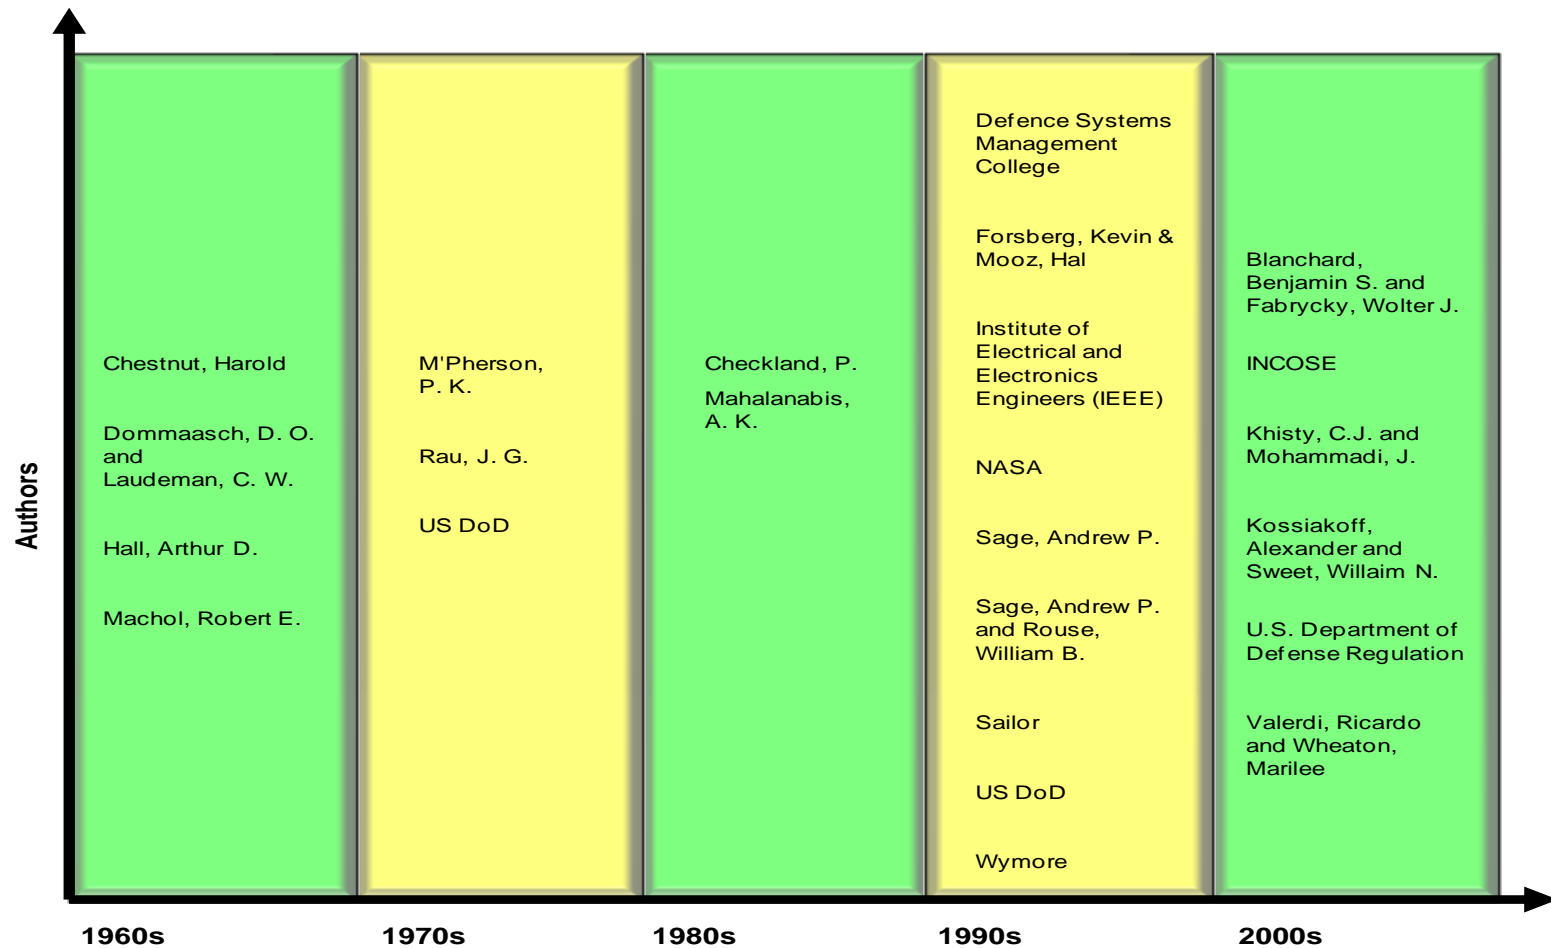 Authors
Chestnut, Harold
Dommaasch, D. O.
and
Laudeman, C. W.
Hall, Arthur D.
Machol, Robert E.
M'Pherson,
P. K.
Rau, J. G.
US DoD
Checkland, P.
Mahalanabis,
A. K.
Defence Systems
Management
College
Forsberg, Kevin &
Mooz, Hal
Institute of
Electrical and
Electronics
Engineers (IEEE)
NASA
Sage, Andrew P.
Sage, Andrew P.
and Rouse,
William B.
Sailor
US DoD
Wymore
Blanchard,
Benjamin S. and
Fabrycky, Wolter J.
INCOSE
Khisty, C.J. and
Mohammadi, J.
Kossiakoff,
Alexander and
Sweet, Willaim N.
U.S. Department of
Defense Regulation
Valerdi, Ricardo
and Wheaton,
Marilee
1960s
1970s
1980s
1990s
2000s